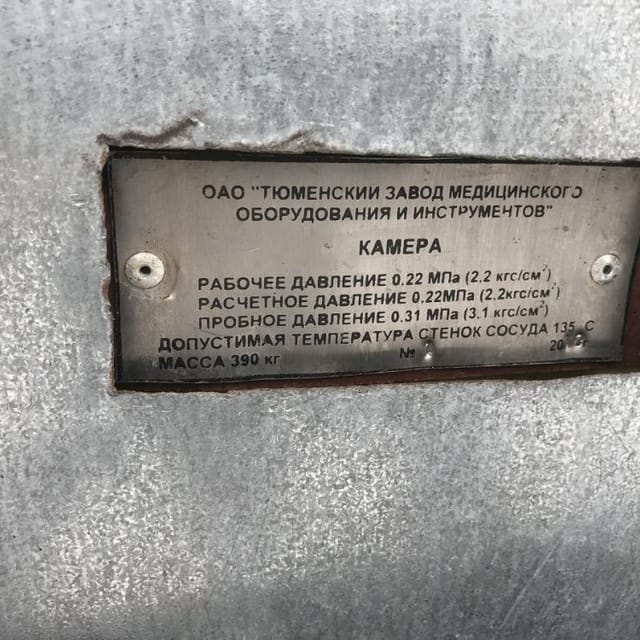 ОАО "ТЮМЕНСКИЙ ЗАВОД МЕДИЦИНСКОГО
ОБОРУДОВАНИЯ И ИНСТРУМЕНТОВ"
КАМЕРА
РАБОЧЕЕ ДАВЛЕНИЕ 0.22 МПа (2,2 кгс/см²)
РАСЧЕТНОЕ ДАВЛЕНИЕ 0.22МПа (2.2кгс/см²)
ПРОБНОЕ ДАВЛЕНИЕ 0.31 МПа (3.1 кгс/см²)
ДОПУСТИМАЯ ТЕМПЕРАТУРА СТЕНОК СОСУДА 135 С
МАССА 390 кг №